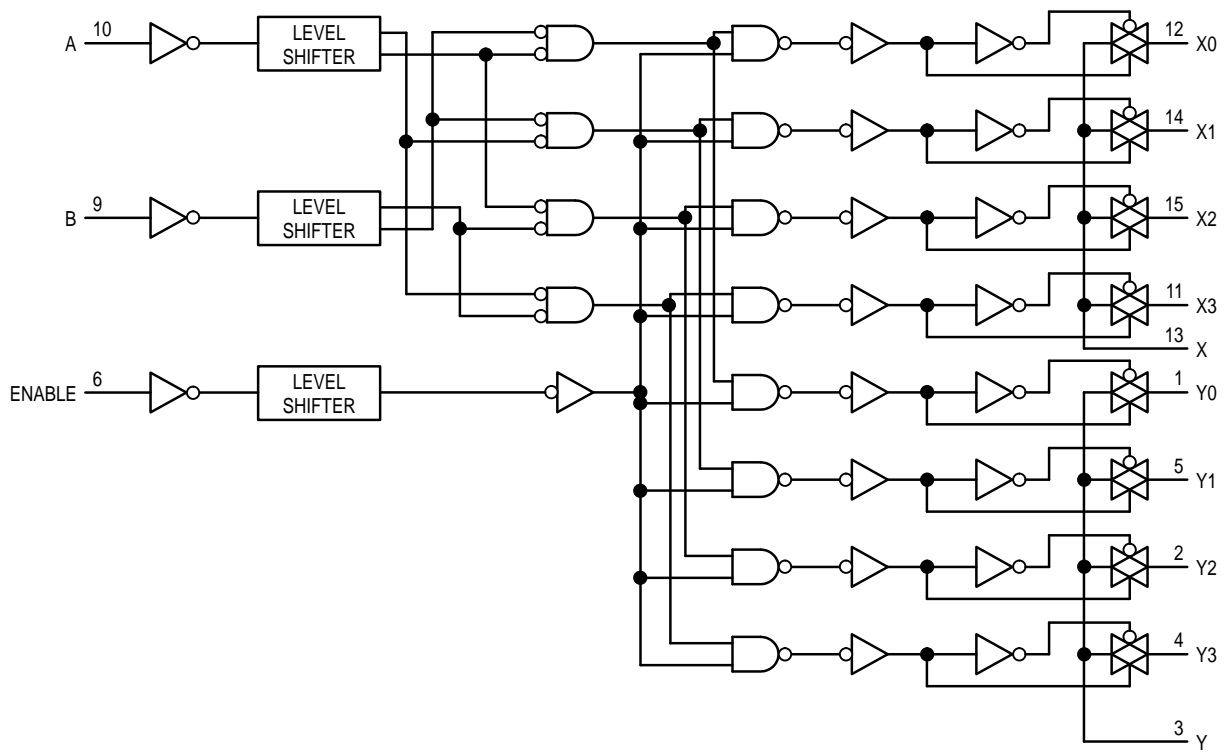 A 10 LEVEL SHIFTER 12 X0
14 X1
B 9 LEVEL SHIFTER 15 X2
11 X3
13 X
ENABLE 6 LEVEL SHIFTER 1 Y0
5 Y1
2 Y2
4 Y3
3 Y